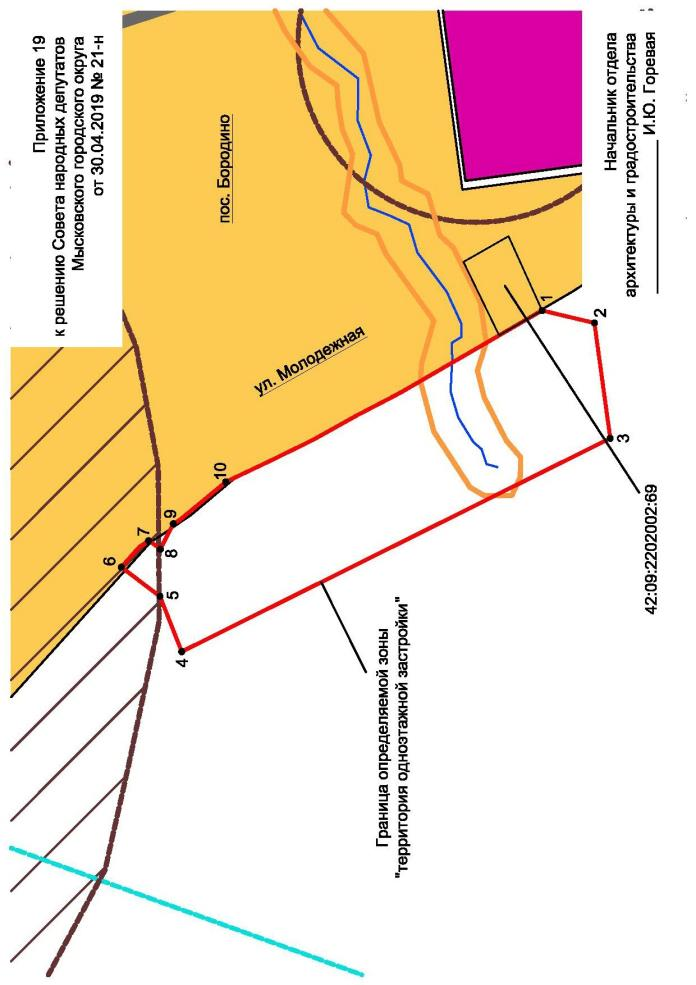 Приложение 19
к решению Совета народных депутатов
Мысковского городского округа
от 30.04.2019 № 21-н
пос. Бородино
ул. Молодежная
6
7
8
9
10
5
4
1
2
3
Граница определяемой зоны
"территория одноэтажной застройки"
42:09:2202002:69
Начальник отдела
архитектуры и градостроительства
И.Ю. Горевая